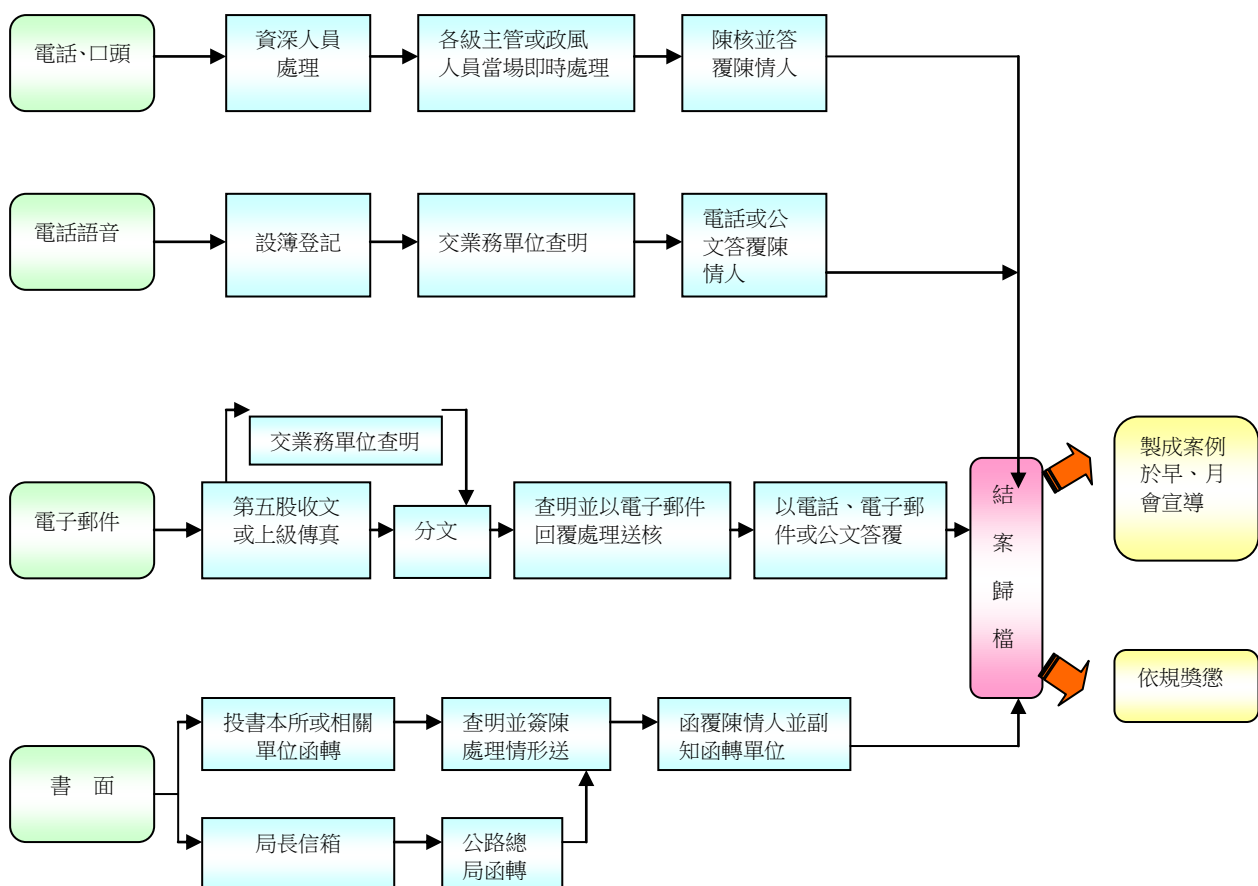 電話、口頭
資深人員
處理
各級主管或政風
人員當場即時處理
陳核並答
覆陳情人
電話語音
設簿登記
交業務單位查明
電話或公
文答覆陳
情人
交業務單位查明
電子郵件
第五股收文
或上級傳真
分文
查明並以電子郵件
回覆處理送核
以電話、電子郵
件或公文答覆
結
案
歸
檔
製成案例
於早、月
會宣導
依規獎懲
書 面
投書本所或相關
單位函轉
查明並簽陳
處理情形送
函覆陳情人並副
知函轉單位
局長信箱
公路總
局函轉